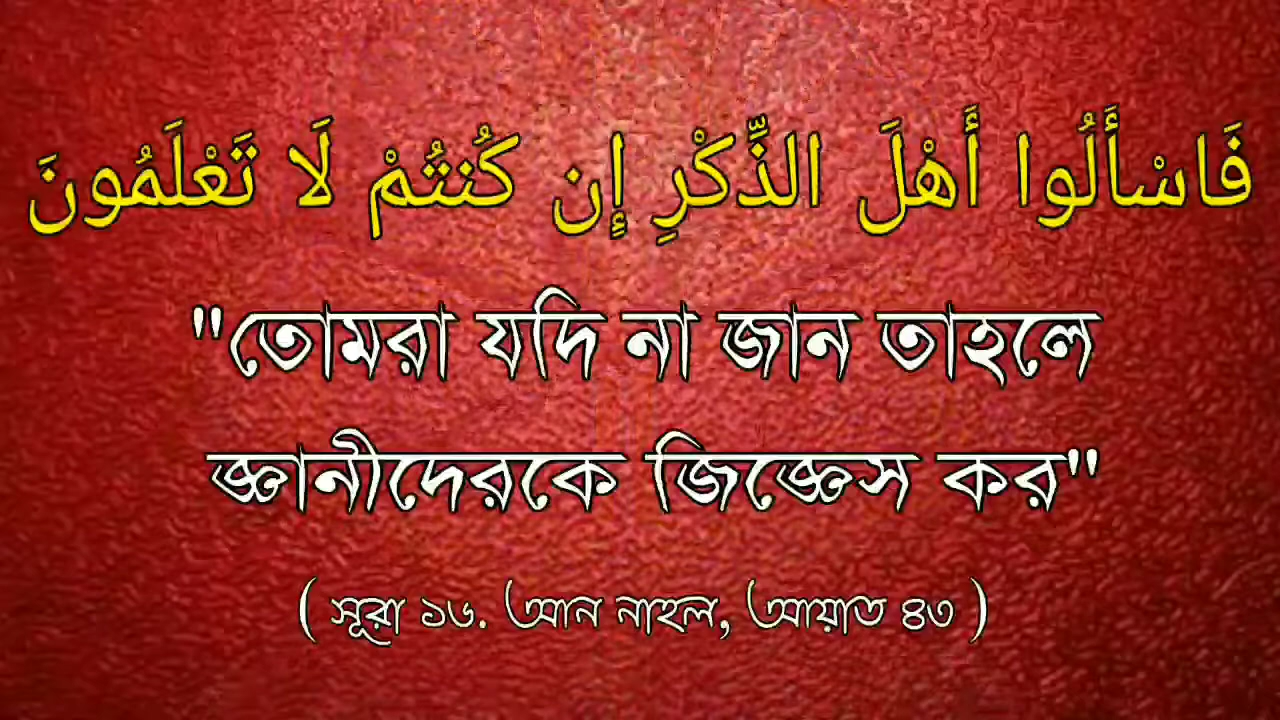 فَاسْأَلُوا أَهْلَ الذِّكْرِ إِن كُنتُمْ لَا تَعْلَمُونَ
"তোমরা যদি না জান তাহলে
জ্ঞানীদেরকে জিজ্ঞেস কর"
( সূরা ১৬. আন নাহল, আয়াত ৪৩ )